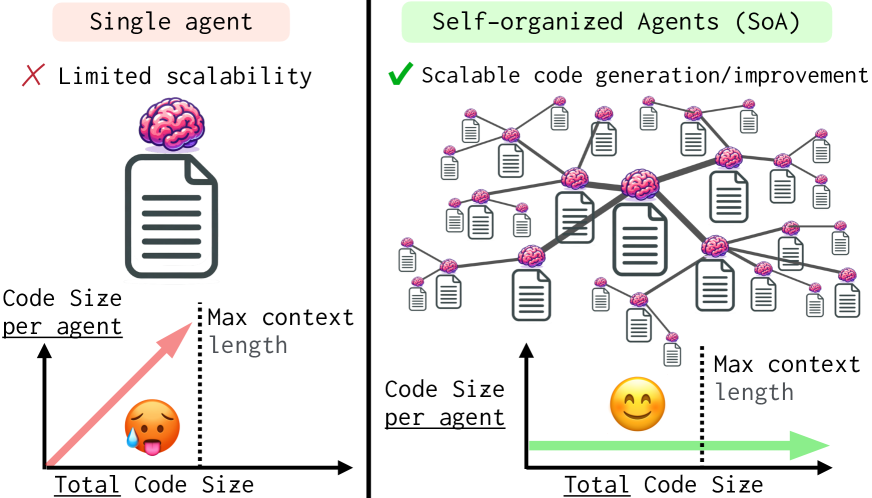 Single agent
Limited scalability
Code Size
per agent
Max context
length
Total Code Size
Self-organized Agents (SoA)
Scalable code generation/improvement
Code Size
per agent
Max context
length
Total Code Size